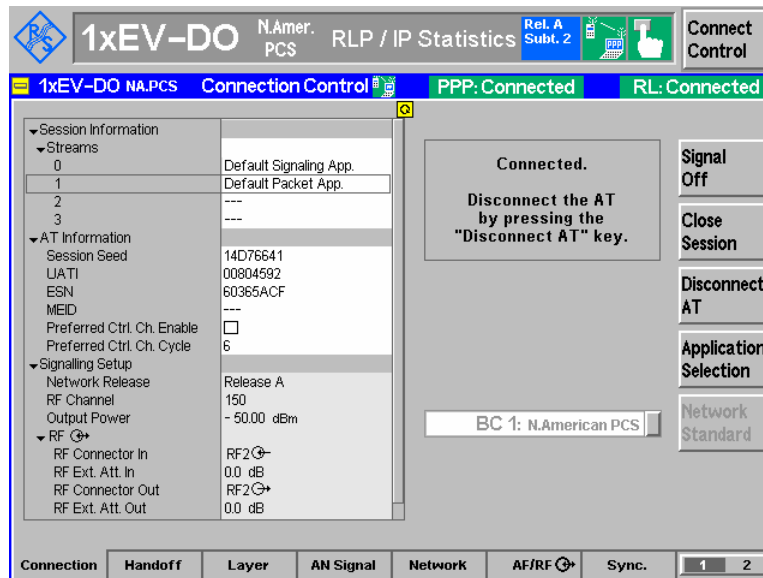 R&S 1xEV-DO N.Amer. PCS RLP / IP Statistics Rel. A Subt. 2 PPP Connect Control
1xEV-DO NA.PCS Connection Control PPP: Connected RL: Connected
Session Information
Streams
0 Default Signaling App.
1 Default Packet App.
2 ---
3 ---
AT Information
Session Seed 14D76641
UATI 00804592
ESN 60365ACF
MEID ---
Preferred Ctrl. Ch. Enable
Preferred Ctrl. Ch. Cycle 6
Signalling Setup
Network Release Release A
RF Channel 150
Output Power - 50.00 dBm
RF
RF Connector In RF2
RF Ext. Att. In 0.0 dB
RF Connector Out RF2
RF Ext. Att. Out 0.0 dB
Connected.
Disconnect the AT
by pressing the
"Disconnect AT" key.
BC 1: N.American PCS
Signal
Off
Close
Session
Disconnect
AT
Application
Selection
Network
Standard
Connection Handoff Layer AN Signal Network AF/RF Sync. 1 2